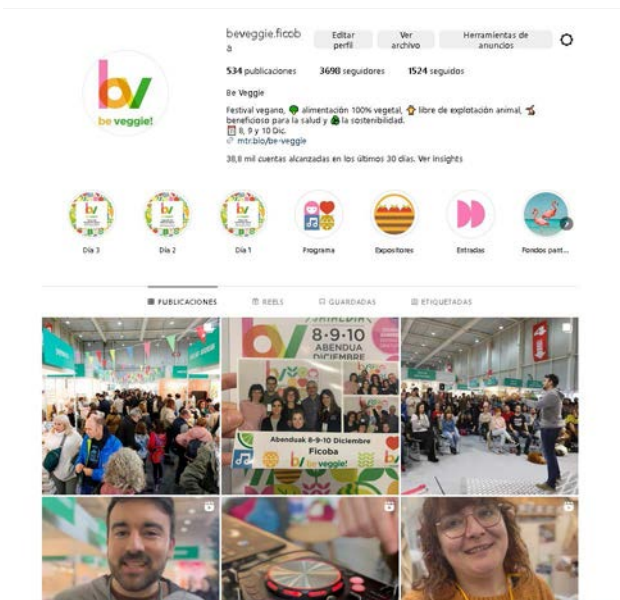 beveggie.ficob
a
Editar
perfil
Ver
archivo
Herramientas de
anuncios
534 publicaciones 3698 seguidores 1524 seguidos
Be Veggie
Festival vegano, alimentación 100% vegetal, libre de explotación animal,
beneficioso para la salud y la sostenibilidad.
8, 9 y 10 Dic.
mtr.bio/be-veggie
38,8 mil cuentas alcanzadas en los últimos 30 días. Ver insights
bv
be veggie!
Día 3 Día 2 Día 1 Programa Expositores Entradas Fondos pant...
PUBLICACIONES REELS GUARDADAS ETIQUETADAS
8-9-10
ABENDUA
DICIEMBRE
Abenduak 8-9-10 Diciembre
Ficoba
be veggie!